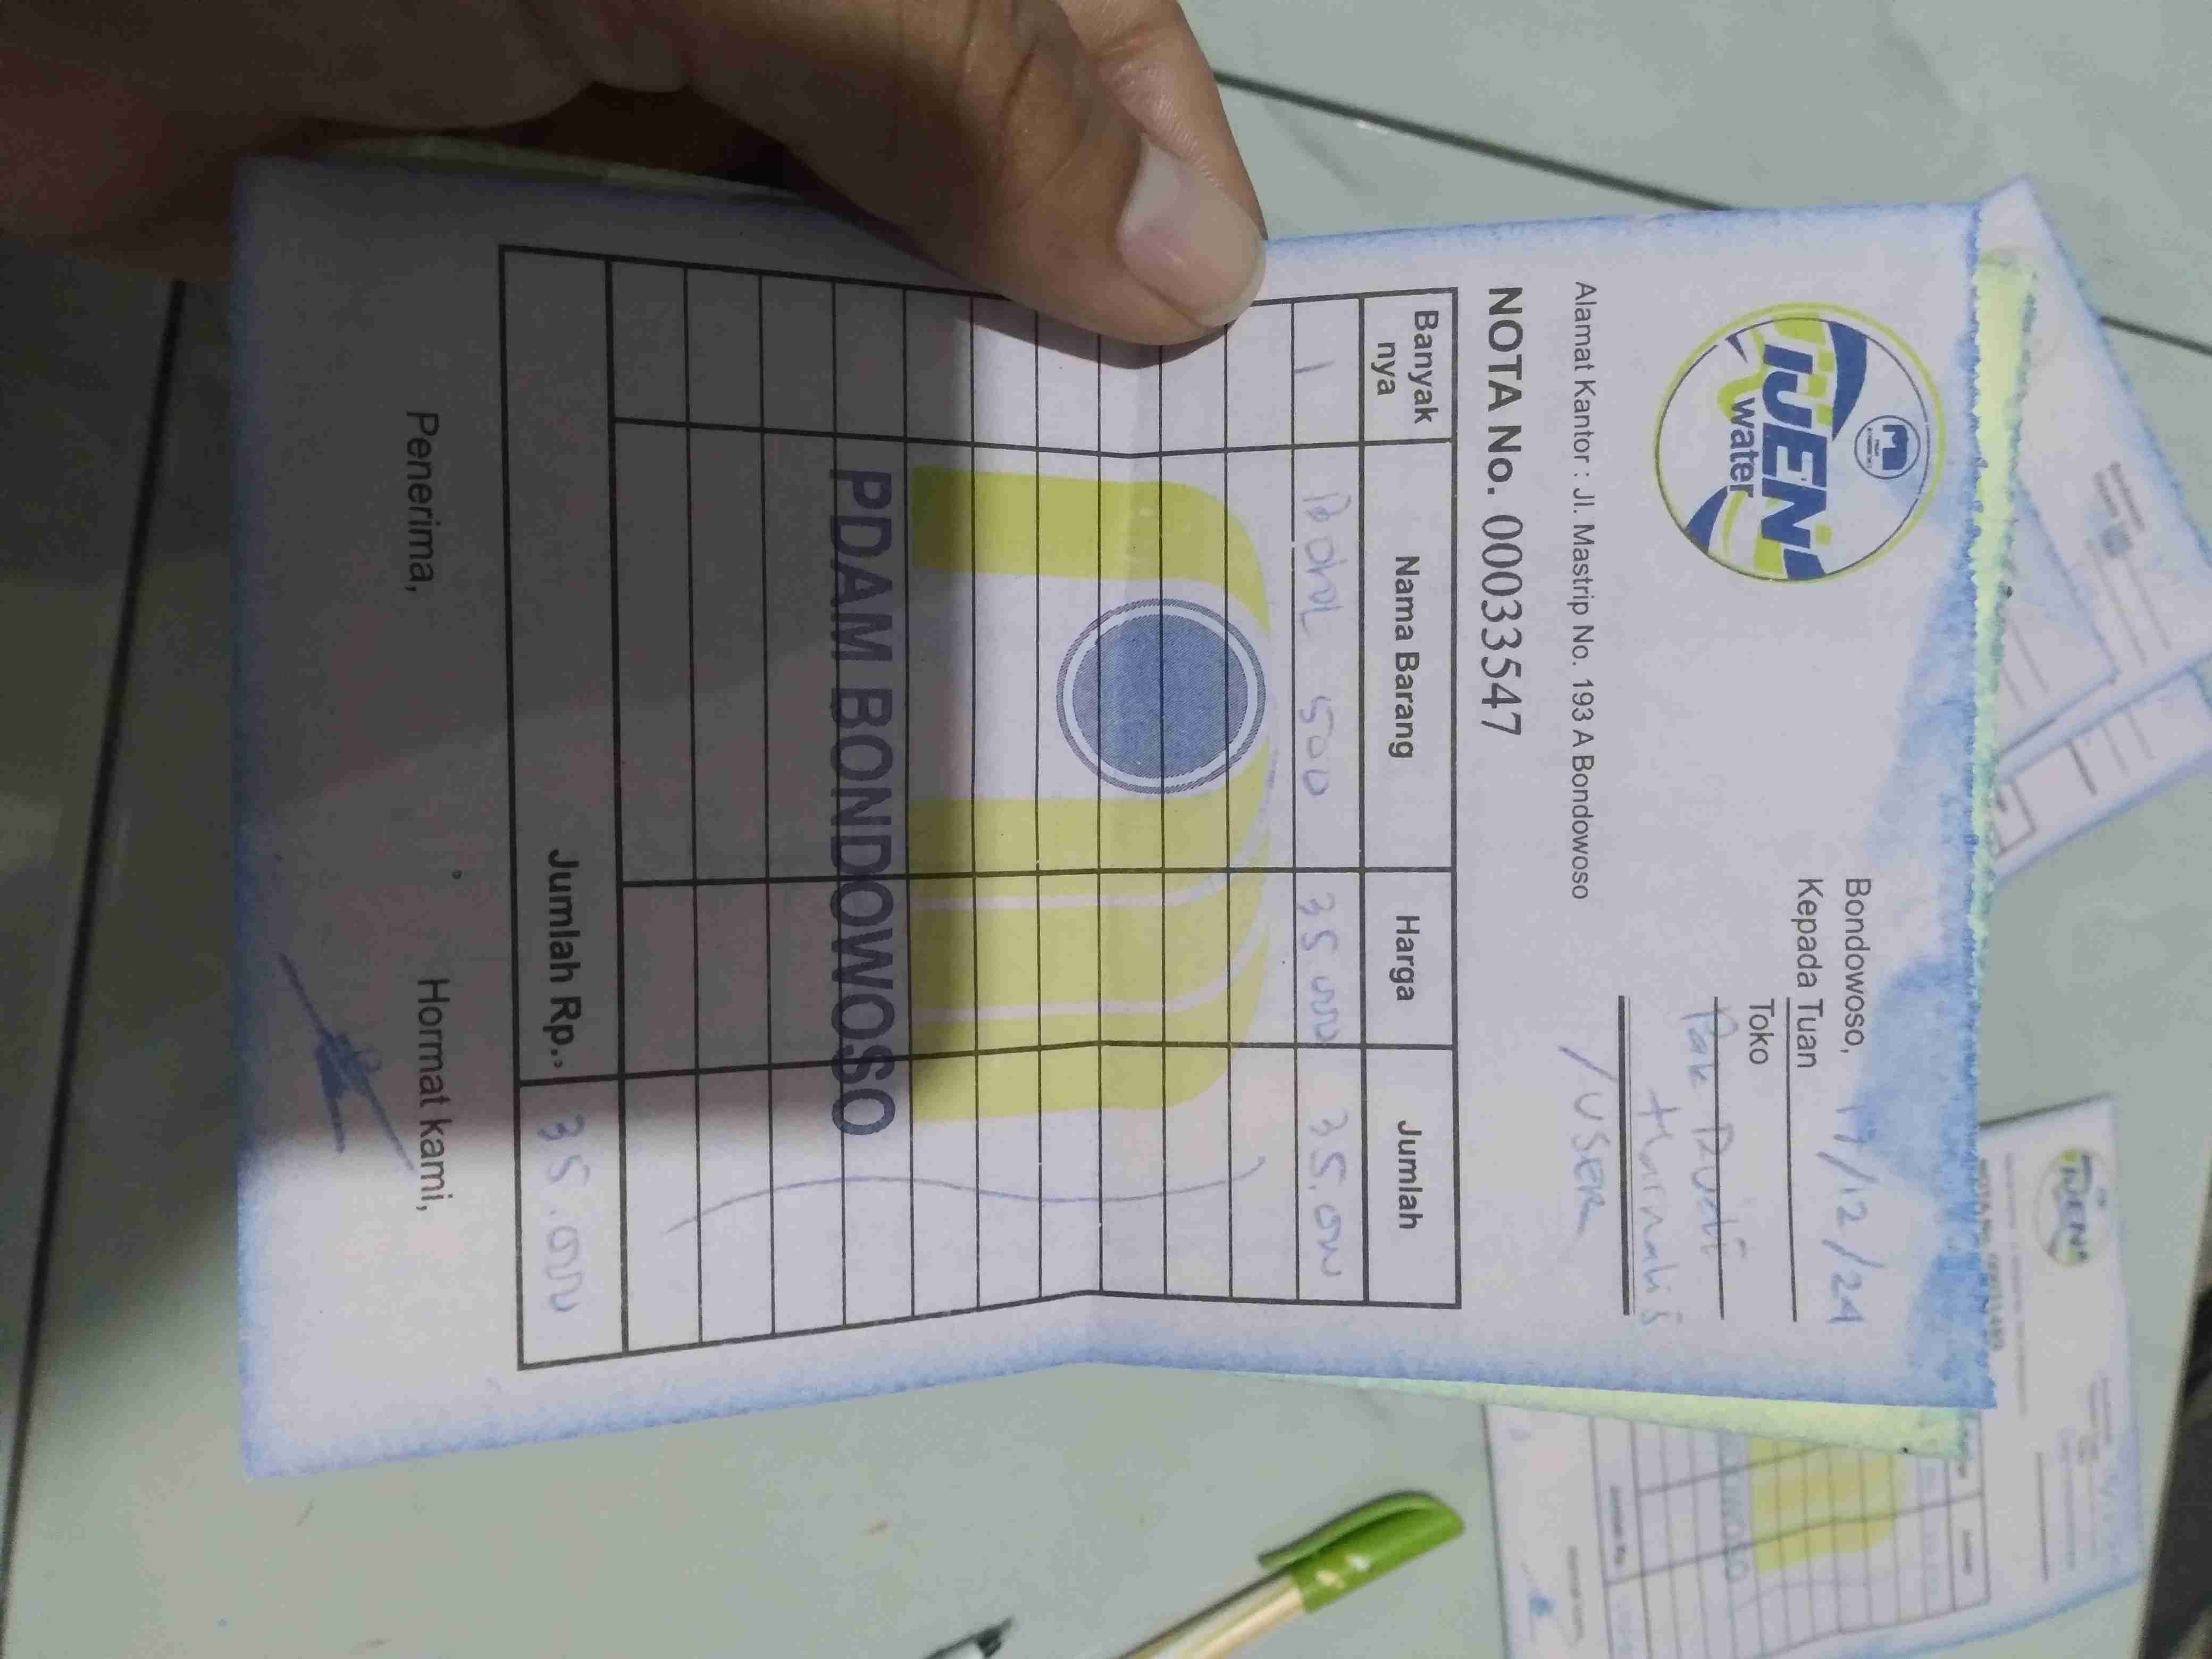 IJEN
water
Bondowoso, 17/12/24
Kepada Tuan
Toko
Pak Rudi
/ USER
Alamat Kantor : Jl. Mastrip No. 193 A Bondowoso
NOTA No. 00033547
Banyak nya Nama Barang Harga Jumlah
1 Botol 500 35.000 35.000
PDAM BONDOWOSO
Jumlah Rp. 35.000
Penerima, Hormat kami,
IJEN